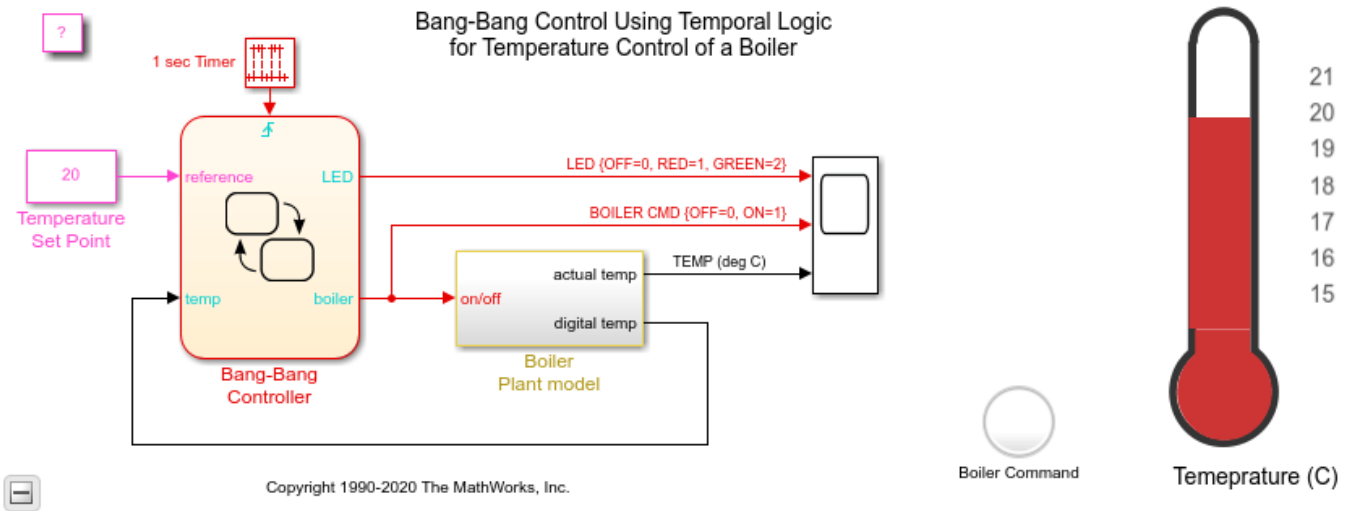 ?
Bang-Bang Control Using Temporal Logic
for Temperature Control of a Boiler
1 sec Timer
20
Temperature
Set Point
reference
LED
temp
boiler
Bang-Bang
Controller
LED {OFF=0, RED=1, GREEN=2}
BOILER CMD {OFF=0, ON=1}
TEMP (deg C)
on/off
actual temp
digital temp
Boiler
Plant model
Copyright 1990-2020 The MathWorks, Inc.
Boiler Command
21
20
19
18
17
16
15
Temeprature (C)